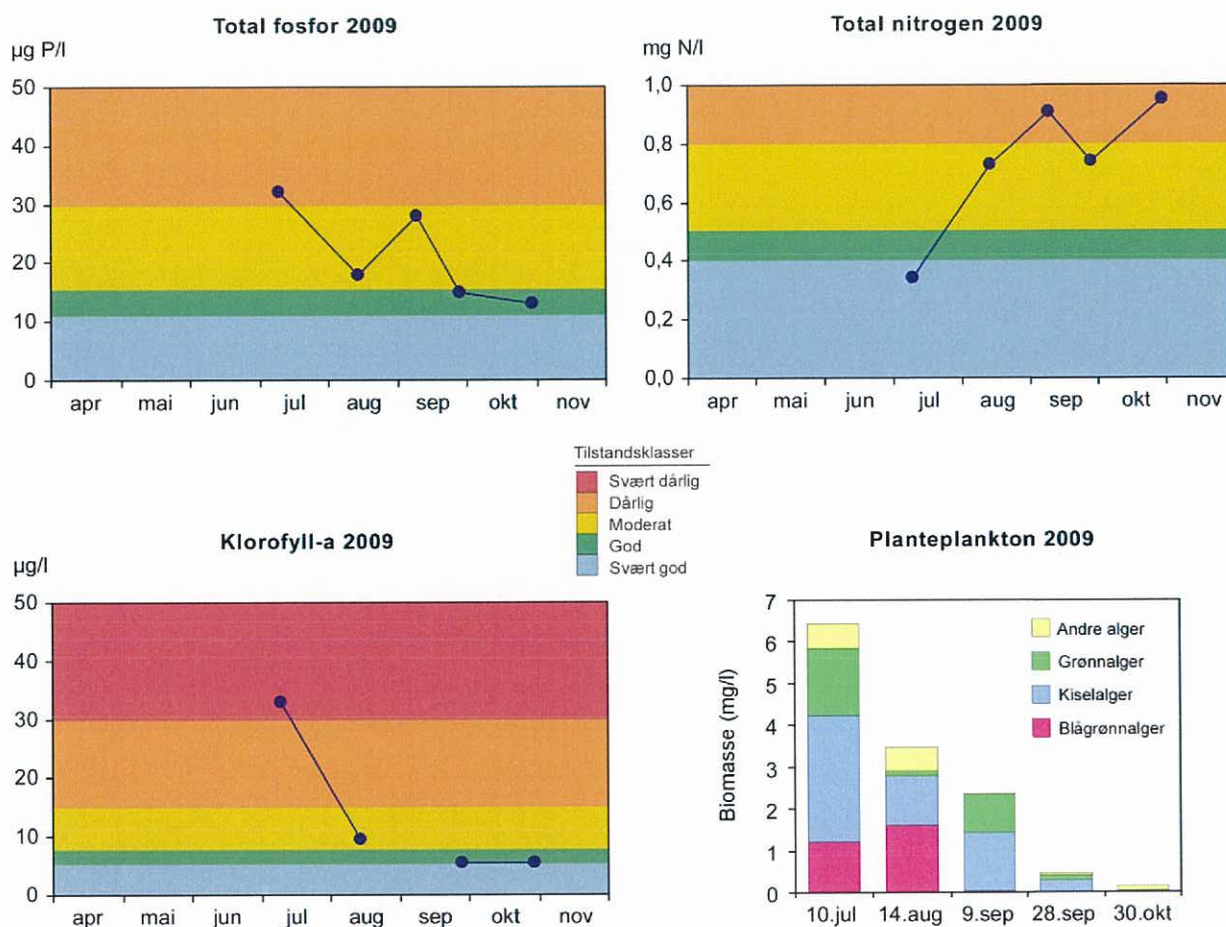 Total fosfor 2009
µg P/l
50
40
30
20
10
0
apr mai jun jul aug sep okt nov
Total nitrogen 2009
mg N/l
1,0
0,8
0,6
0,4
0,2
0,0
apr mai jun jul aug sep okt nov
Tilstandsklasser
Svært dårlig
Dårlig
Moderat
God
Svært god
Klorofyll-a 2009
µg/l
50
40
30
20
10
0
apr mai jun jul aug sep okt nov
Planteplankton 2009
Biomasse (mg/l)
7
6
5
4
3
2
1
0
Andre alger
Grønnalger
Kiselalger
Blågrønnalger
10.jul 14.aug 9.sep 28.sep 30.okt